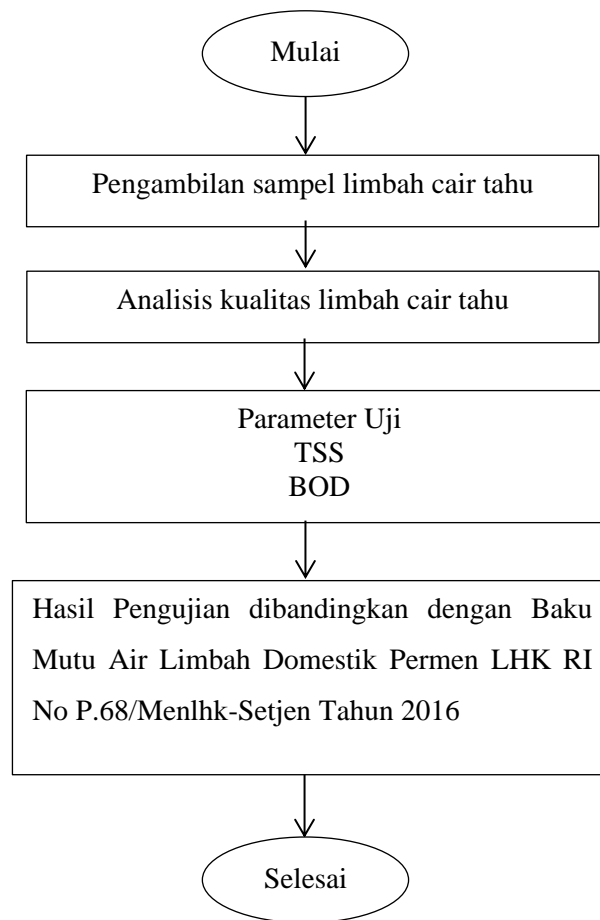 Mulai
Pengambilan sampel limbah cair tahu
Analisis kualitas limbah cair tahu
Parameter Uji
TSS
BOD
Hasil Pengujian dibandingkan dengan Baku
Mutu Air Limbah Domestik Permen LHK RI
No P.68/Menlhk-Setjen Tahun 2016
Selesai